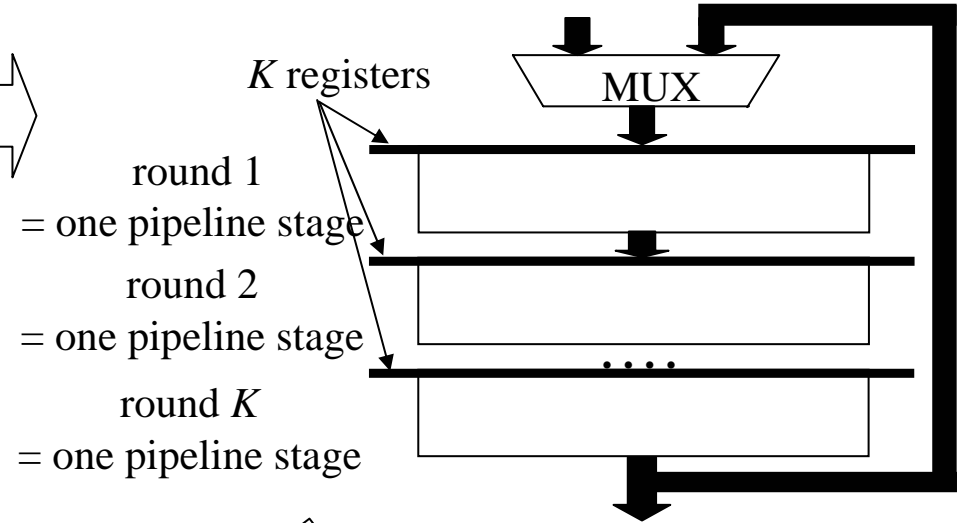 MUX
K registers
round 1
= one pipeline stage
round 2
= one pipeline stage
. . . .
round K
= one pipeline stage